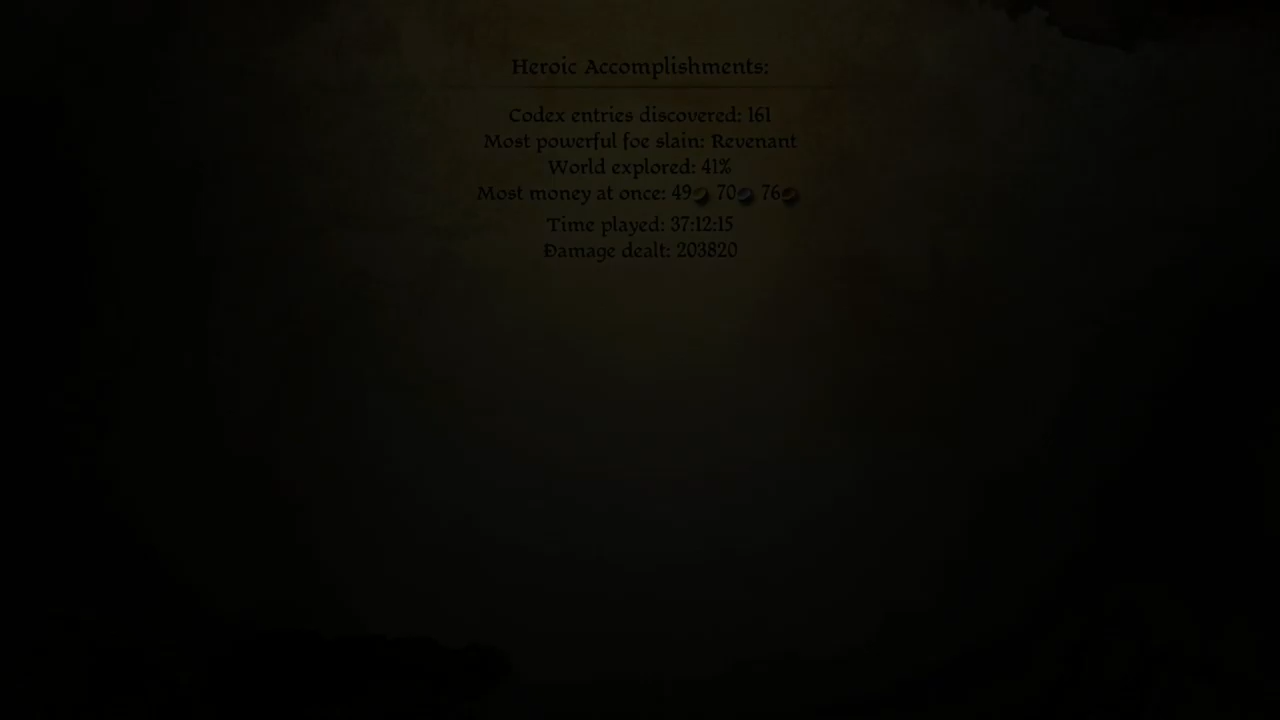 Heroic Accomplishments:
Codex entries discovered: 161
Most powerful foe slain: Revenant
World explored: 41%
Most money at once: 49 70 76
Time played: 37:12:15
Damage dealt: 203820